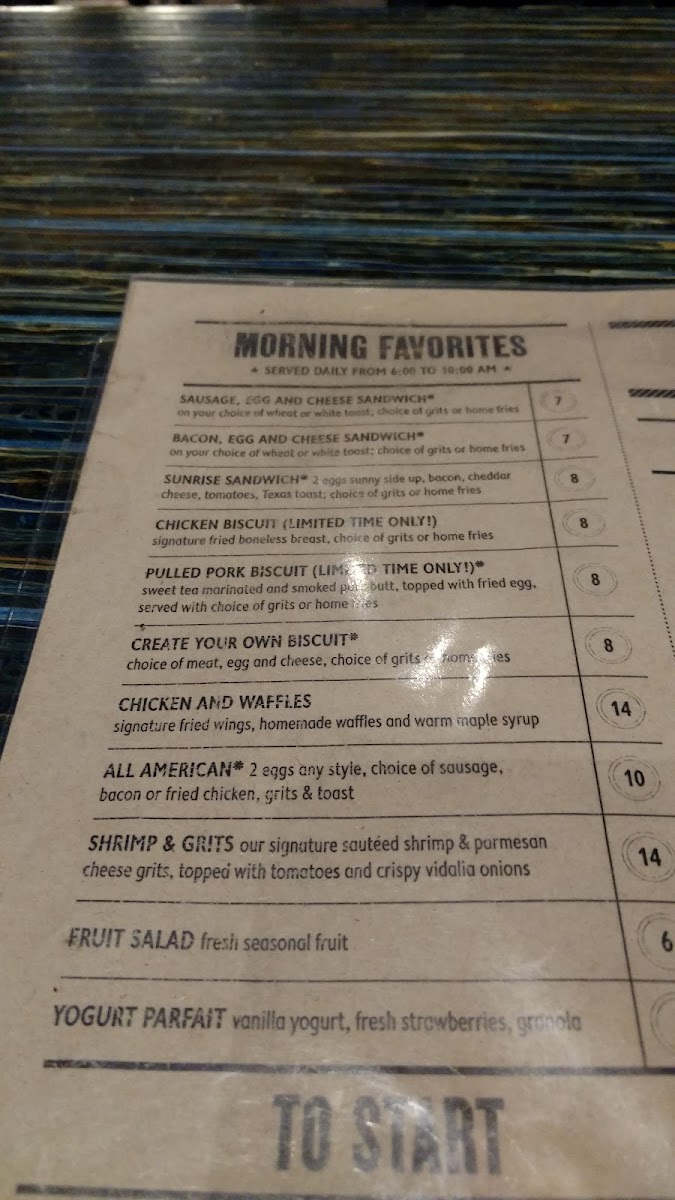 MORNING FAVORITES
* SERVED DAILY FROM 6:00 TO 10:00 AM *
SAUSAGE, EGG AND CHEESE SANDWICH* 7
on your choice of wheat or white toast; choice of grits or home fries
BACON, EGG AND CHEESE SANDWICH* 7
on your choice of wheat or white toast; choice of grits or home fries
SUNRISE SANDWICH* 2 eggs sunny side up, bacon, cheddar 8
cheese, tomatoes, Texas toast; choice of grits or home fries
CHICKEN BISCUIT (LIMITED TIME ONLY!) 8
signature fried boneless breast, choice of grits or home fries
PULLED PORK BISCUIT (LIMITED TIME ONLY!)* 8
sweet tea marinated and smoked pork butt, topped with fried egg,
served with choice of grits or home fries
CREATE YOUR OWN BISCUIT* 8
choice of meat, egg and cheese, choice of grits or home fries
CHICKEN AND WAFFLES 14
signature fried wings, homemade waffles and warm maple syrup
ALL AMERICAN* 2 eggs any style, choice of sausage, 10
bacon or fried chicken, grits & toast
SHRIMP & GRITS our signature sautéed shrimp & parmesan 14
cheese grits, topped with tomatoes and crispy vidalia onions
FRUIT SALAD fresh seasonal fruit 6
YOGURT PARFAIT vanilla yogurt, fresh strawberries, granola
TO START